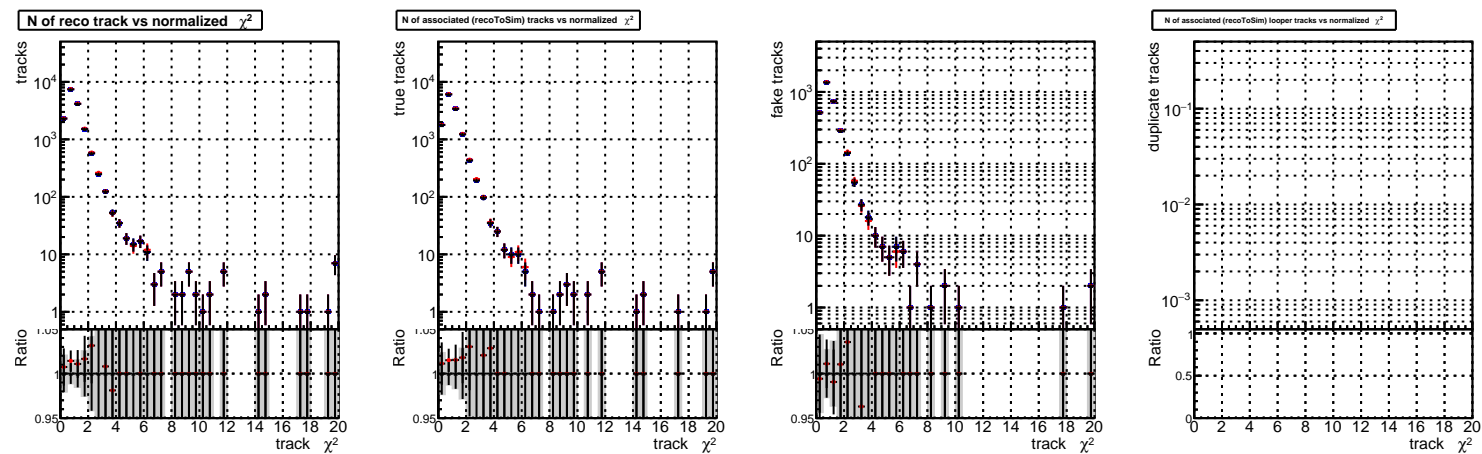 N of reco track vs normalized χ²
tracks
10⁴
10³
10²
10
1
Ratio
1.05
1
0.95
0 2 4 6 8 10 12 14 16 18 20
track χ²
N of associated (recoToSim) tracks vs normalized χ²
true tracks
10⁴
10³
10²
10
1
Ratio
1.05
1
0.95
0 2 4 6 8 10 12 14 16 18 20
track χ²
fake tracks
10³
10²
10
1
Ratio
1.05
1
0.95
0 2 4 6 8 10 12 14 16 18 20
track χ²
N of associated (recoToSim) looper tracks vs normalized χ²
duplicate tracks
10⁻¹
10⁻²
10⁻³
Ratio
1
0.5
0
0 2 4 6 8 10 12 14 16 18 20
track χ²